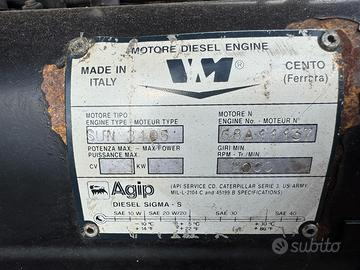 MOTORE DIESEL ENGINE
MADE IN
ITALY
VM®
CENTO
(Ferrara)
MOTORE TIPO
ENGINE TYPE - MOTEUR TYPE
SUN 3105
MOTORE N
ENGINE No. - MOTEUR N°
POTENZA MAX. - MAX POWER
PUISSANCE MAX.
CV
KW
GIRI MIN
RPM - Tr./MIN
Agip
(API SERVICE CD, CATERPILLAR SERIE 3, US ARMY
MIL-L-2104 C and 45199 B SPECIFICATIONS)
DIESEL SIGMA - S
SAE 10 W
SAE 20 W/20
SAE 30
SAE 40
subito